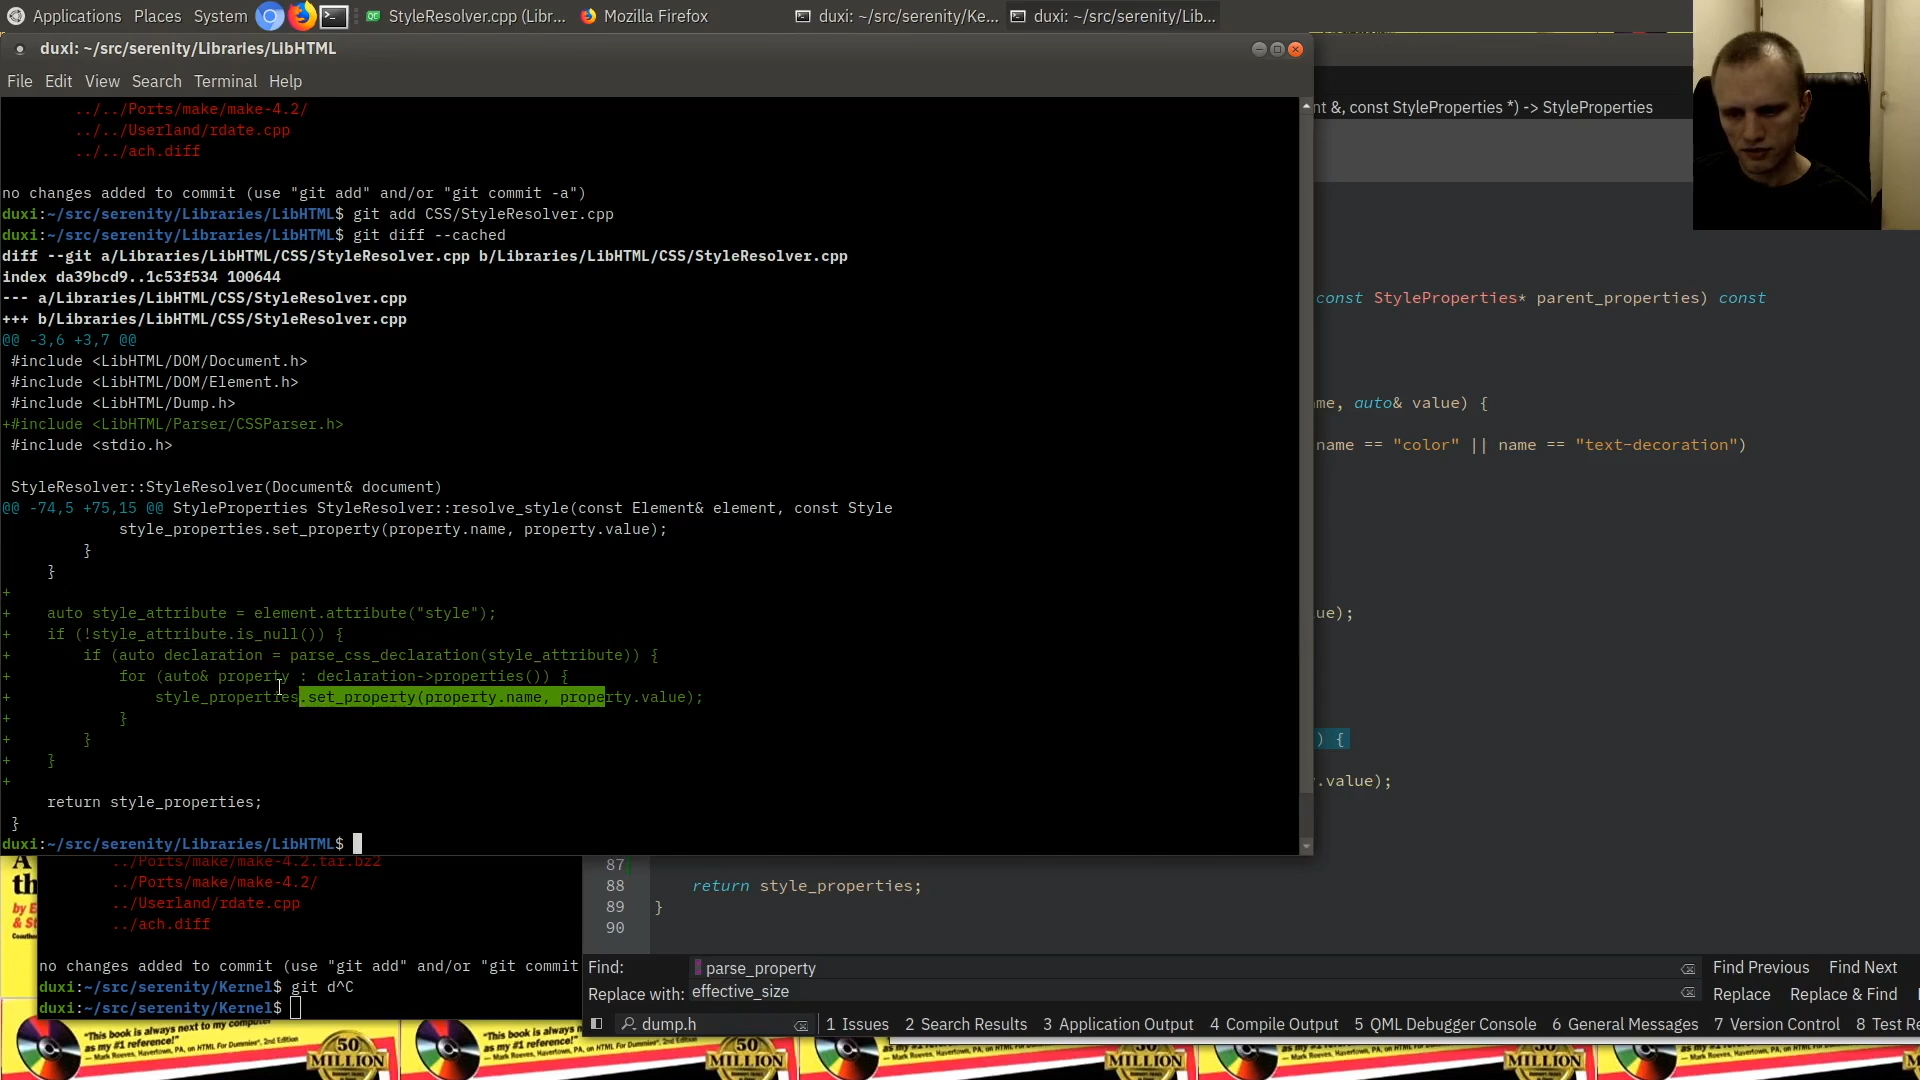 Applications Places System StyleResolver.cpp (Libr... Mozilla Firefox duxi: ~/src/serenity/Ke... duxi: ~/src/serenity/Lib...
duxi: ~/src/serenity/Libraries/LibHTML
File Edit View Search Terminal Help
../../Ports/make/make-4.2/
../../Userland/rdate.cpp
../../ach.diff
no changes added to commit (use "git add" and/or "git commit -a")
duxi:~/src/serenity/Libraries/LibHTML$ git add CSS/StyleResolver.cpp
duxi:~/src/serenity/Libraries/LibHTML$ git diff --cached
diff --git a/Libraries/LibHTML/CSS/StyleResolver.cpp b/Libraries/LibHTML/CSS/StyleResolver.cpp
index da39bcd9..1c53f534 100644
--- a/Libraries/LibHTML/CSS/StyleResolver.cpp
+++ b/Libraries/LibHTML/CSS/StyleResolver.cpp
@@ -3,6 +3,7 @@
#include <LibHTML/DOM/Document.h>
#include <LibHTML/DOM/Element.h>
#include <LibHTML/Dump.h>
+#include <LibHTML/Parser/CSSParser.h>
#include <stdio.h>
StyleResolver::StyleResolver(Document& document)
@@ -74,5 +75,15 @@ StyleProperties StyleResolver::resolve_style(const Element& element, const Style
style_properties.set_property(property.name, property.value);
}
}
+
+ auto style_attribute = element.attribute("style");
+ if (!style_attribute.is_null()) {
+ if (auto declaration = parse_css_declaration(style_attribute)) {
+ for (auto& property : declaration->properties()) {
+ style_properties.set_property(property.name, property.value);
+ }
+ }
+ }
+
return style_properties;
}
duxi:~/src/serenity/Libraries/LibHTML$
nt &, const StyleProperties *) -> StyleProperties
const StyleProperties* parent_properties) const
me, auto& value) {
name == "color" || name == "text-decoration")
ue);
) {
.value);
../Ports/make/make-4.2.tar.bz2
../Ports/make/make-4.2/
../Userland/rdate.cpp
../ach.diff
no changes added to commit (use "git add" and/or "git commit
duxi:~/src/serenity/Kernel$ git d^C
duxi:~/src/serenity/Kernel$
87
88 return style_properties;
89 }
90
Find: parse_property Find Previous Find Next
Replace with: effective_size Replace Replace & Find
dump.h 1 Issues 2 Search Results 3 Application Output 4 Compile Output 5 QML Debugger Console 6 General Messages 7 Version Control 8 Test Re
"This book is always next to my computer
as my #1 reference!"
— Mark Reeves, Havertown, PA, on HTML For Dummies, 2nd Edition
50
MILLION